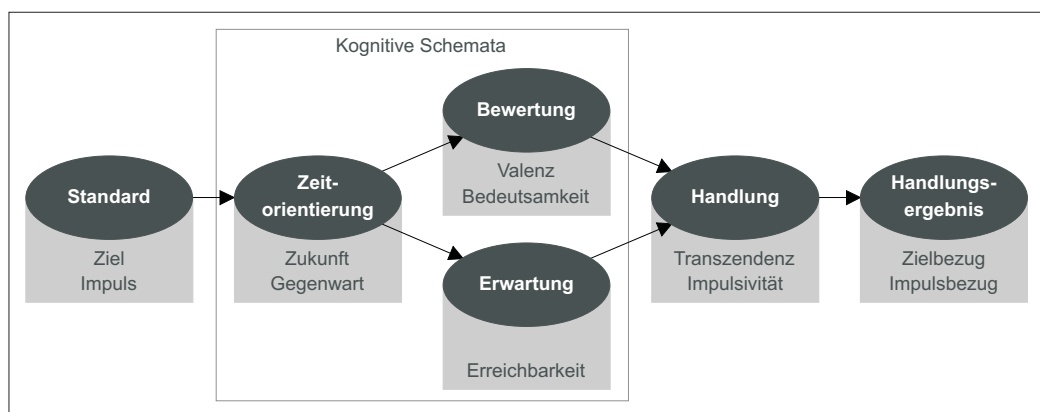 Kognitive Schemata
Standard
Ziel
Impuls
Zeit-
orientierung
Zukunft
Gegenwart
Bewertung
Valenz
Bedeutsamkeit
Erwartung
Erreichbarkeit
Handlung
Transzendenz
Impulsivität
Handlungs-
ergebnis
Zielbezug
Impulsbezug